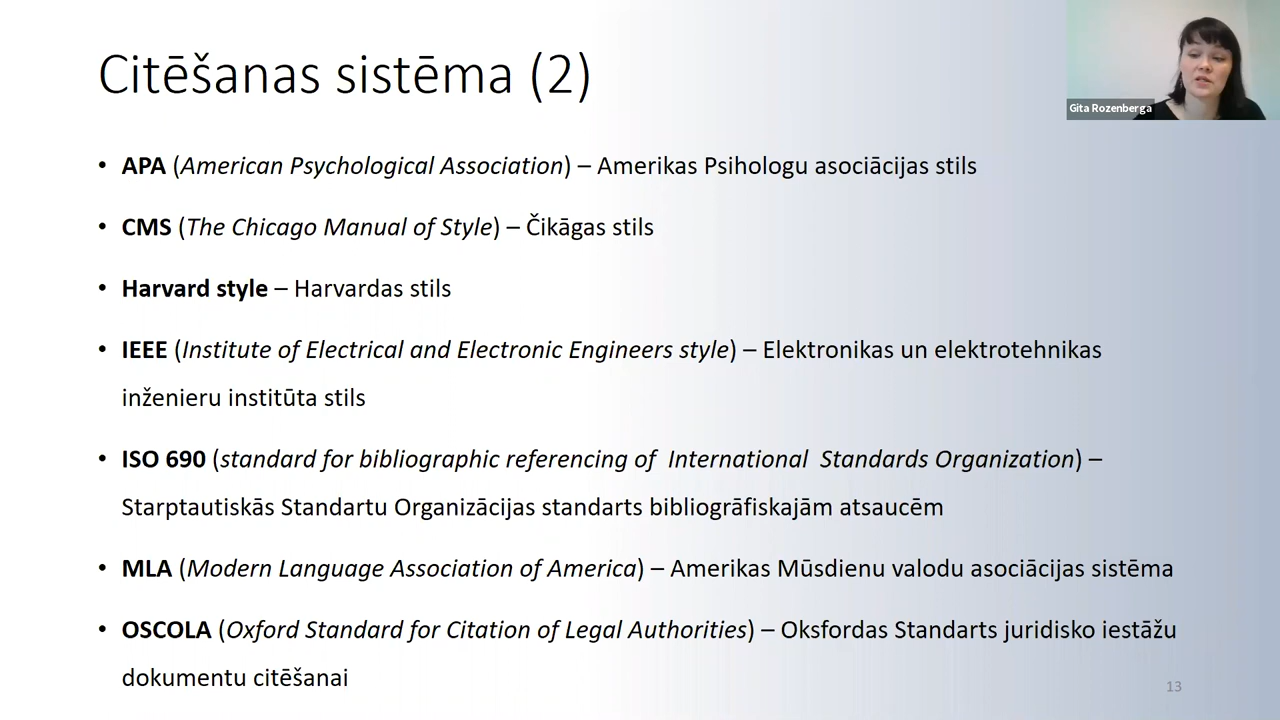 Citēšanas sistēma (2)
Gita Rozenberga
• APA (American Psychological Association) – Amerikas Psihologu asociācijas stils
• CMS (The Chicago Manual of Style) – Čikāgas stils
• Harvard style – Harvardas stils
• IEEE (Institute of Electrical and Electronic Engineers style) – Elektronikas un elektrotehnikas
inženieru institūta stils
• ISO 690 (standard for bibliographic referencing of International Standards Organization) –
Starptautiskās Standartu Organizācijas standarts bibliogrāfiskajām atsaucēm
• MLA (Modern Language Association of America) – Amerikas Mūsdienu valodu asociācijas sistēma
• OSCOLA (Oxford Standard for Citation of Legal Authorities) – Oksfordas Standarts juridisko iestāžu
dokumentu citēšanai
13